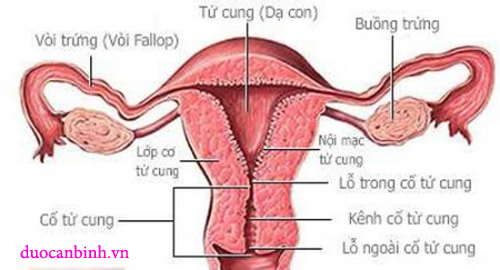 Tử cung (Dạ con)
Buồng trứng
Vòi trứng (Vòi Fallop)
Lớp cơ
tử cung
Nội mạc
tử cung
Lỗ trong cổ tử cung
Cổ tử cung
Kênh cổ tử cung
Lỗ ngoài cổ tử cung
duocanbinh.vn